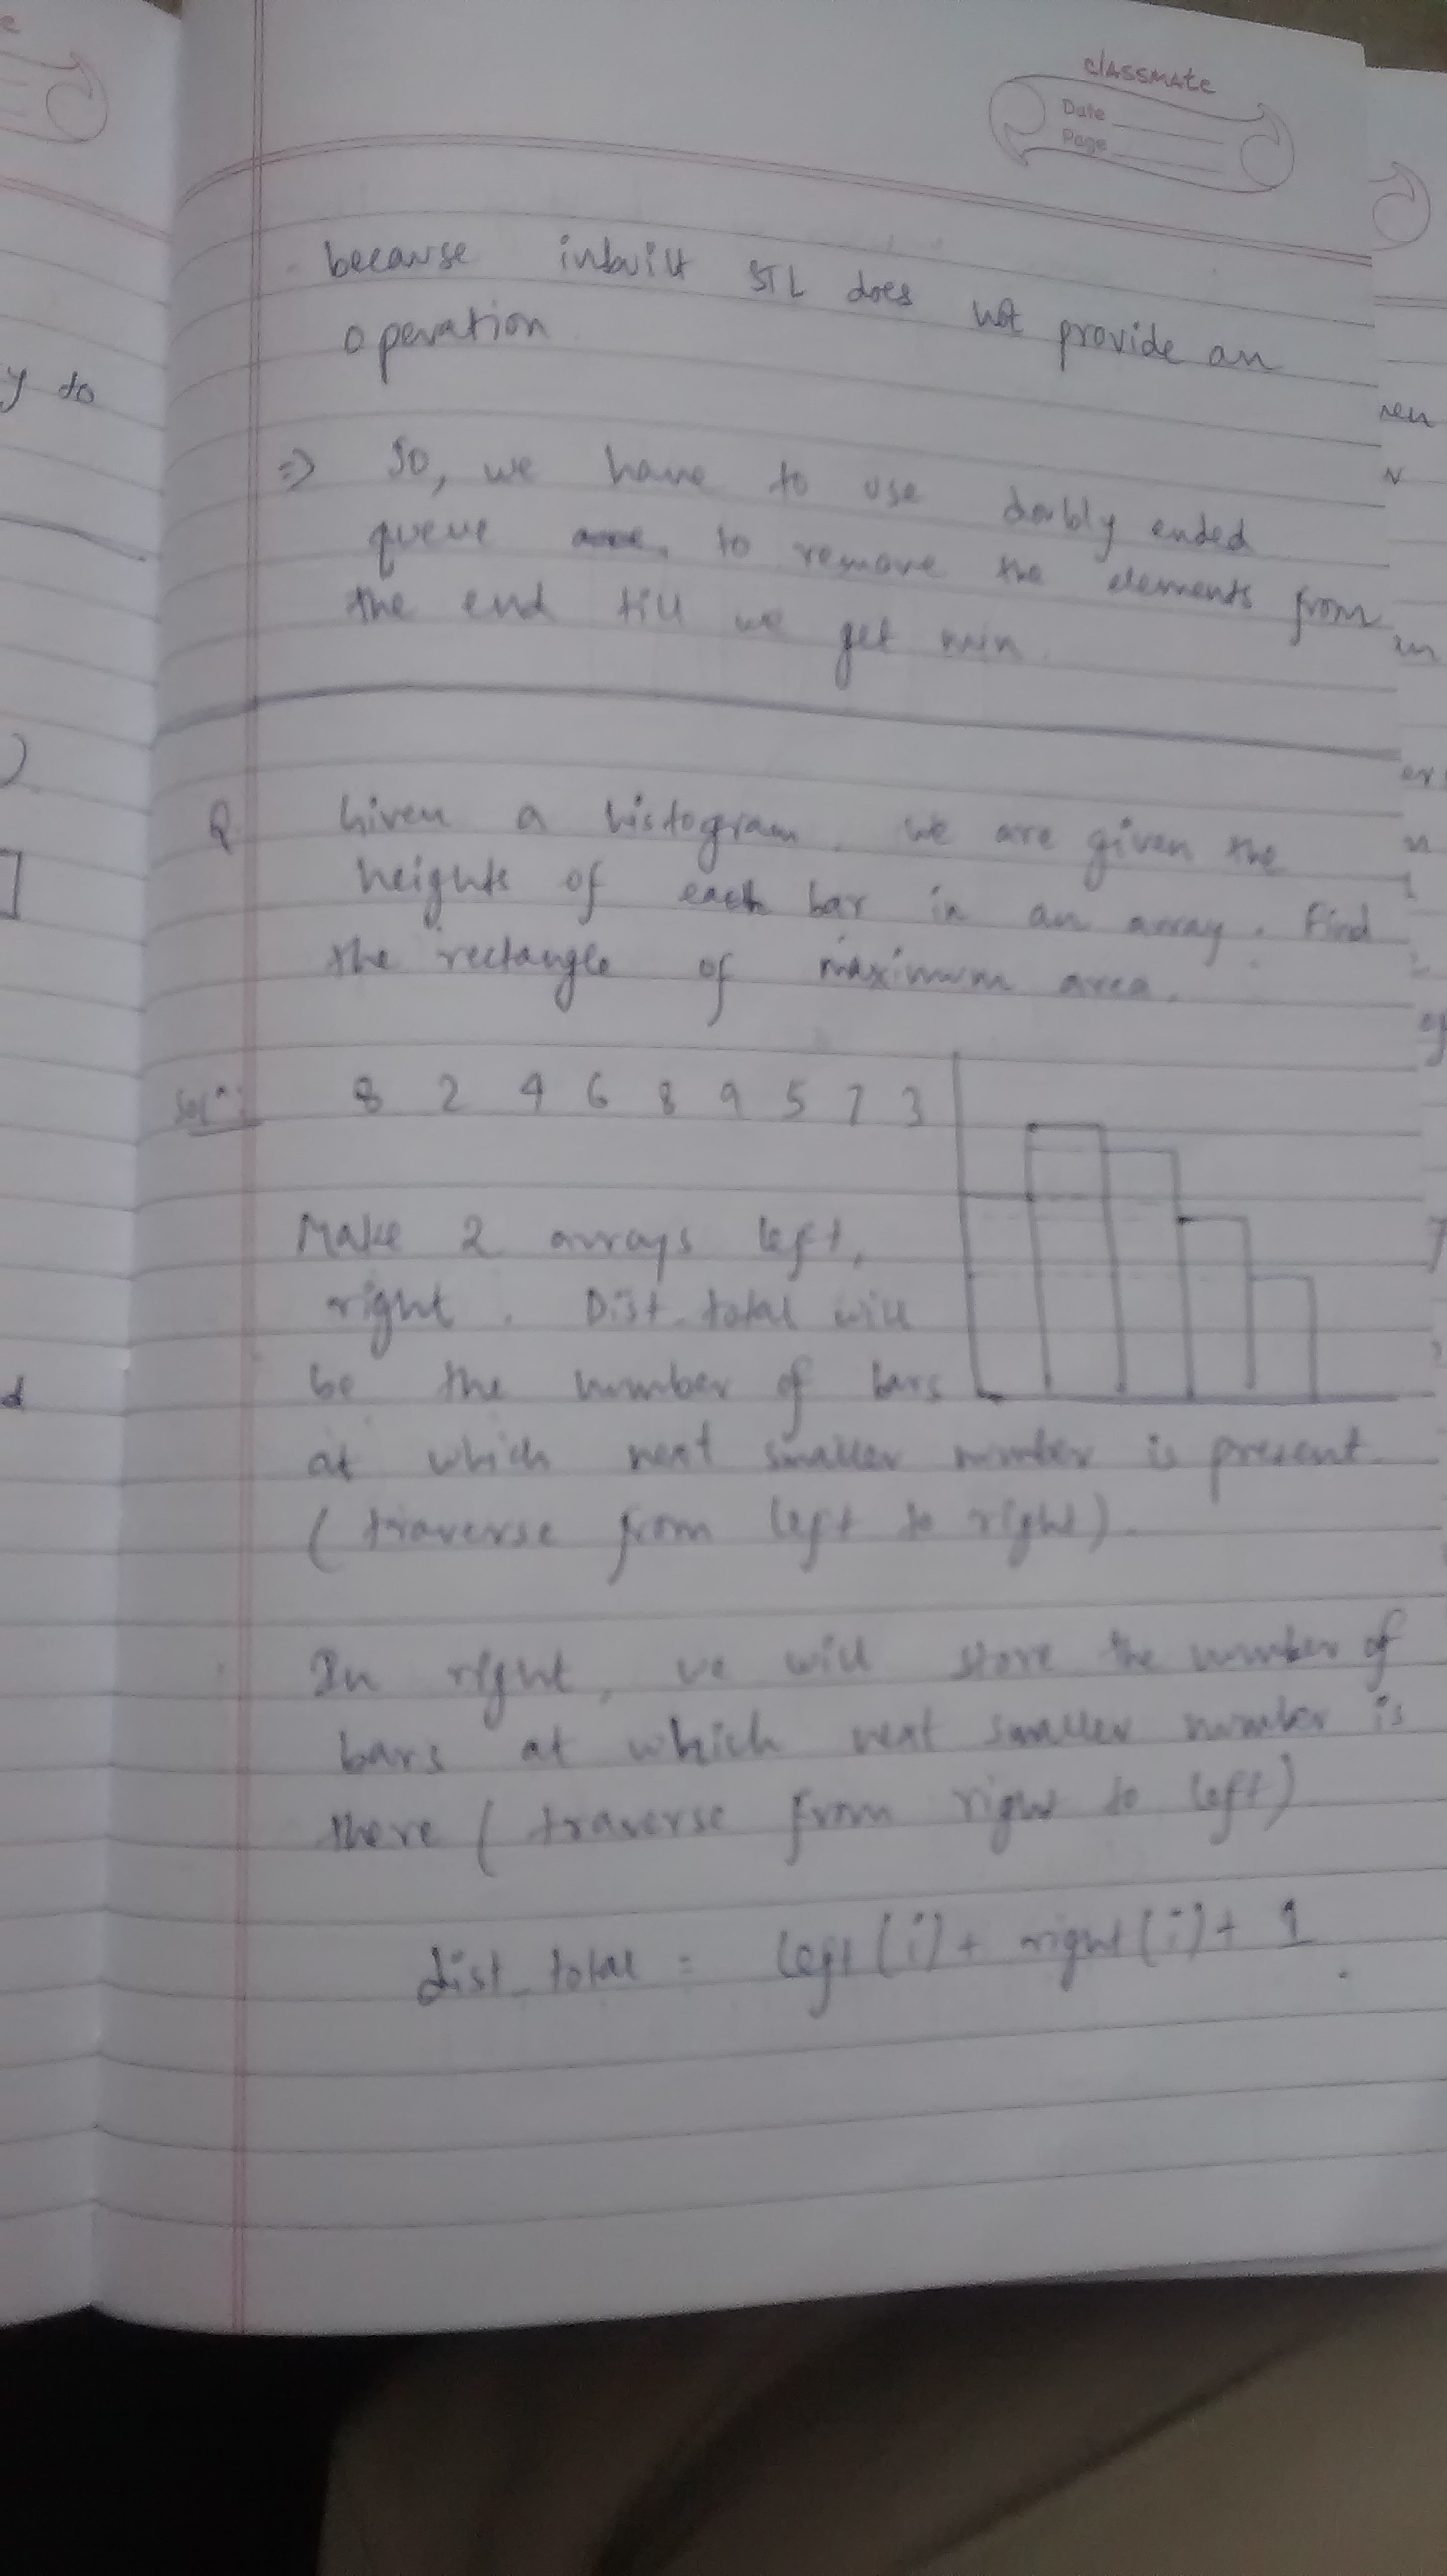 classmate
Date
Page
because inbuilt STL does not provide an
operation.
y to
⇒ So, we have to use doubly ended
queue to remove the elements from
the end till we get min.
Q Given a histogram, we are given the
heights of each bar in an array. Find
the rectangle of maximum area.
Solⁿ: 8 2 4 6 8 9 5 7 3
Make 2 arrays left,
right. Dist_total will
be the number of bars
at which next smaller number is present
(traverse from left to right).
In right, we will store the number of
bars at which next smaller number is
there (traverse from right to left)
dist_total = left(i) + right(i) + 1